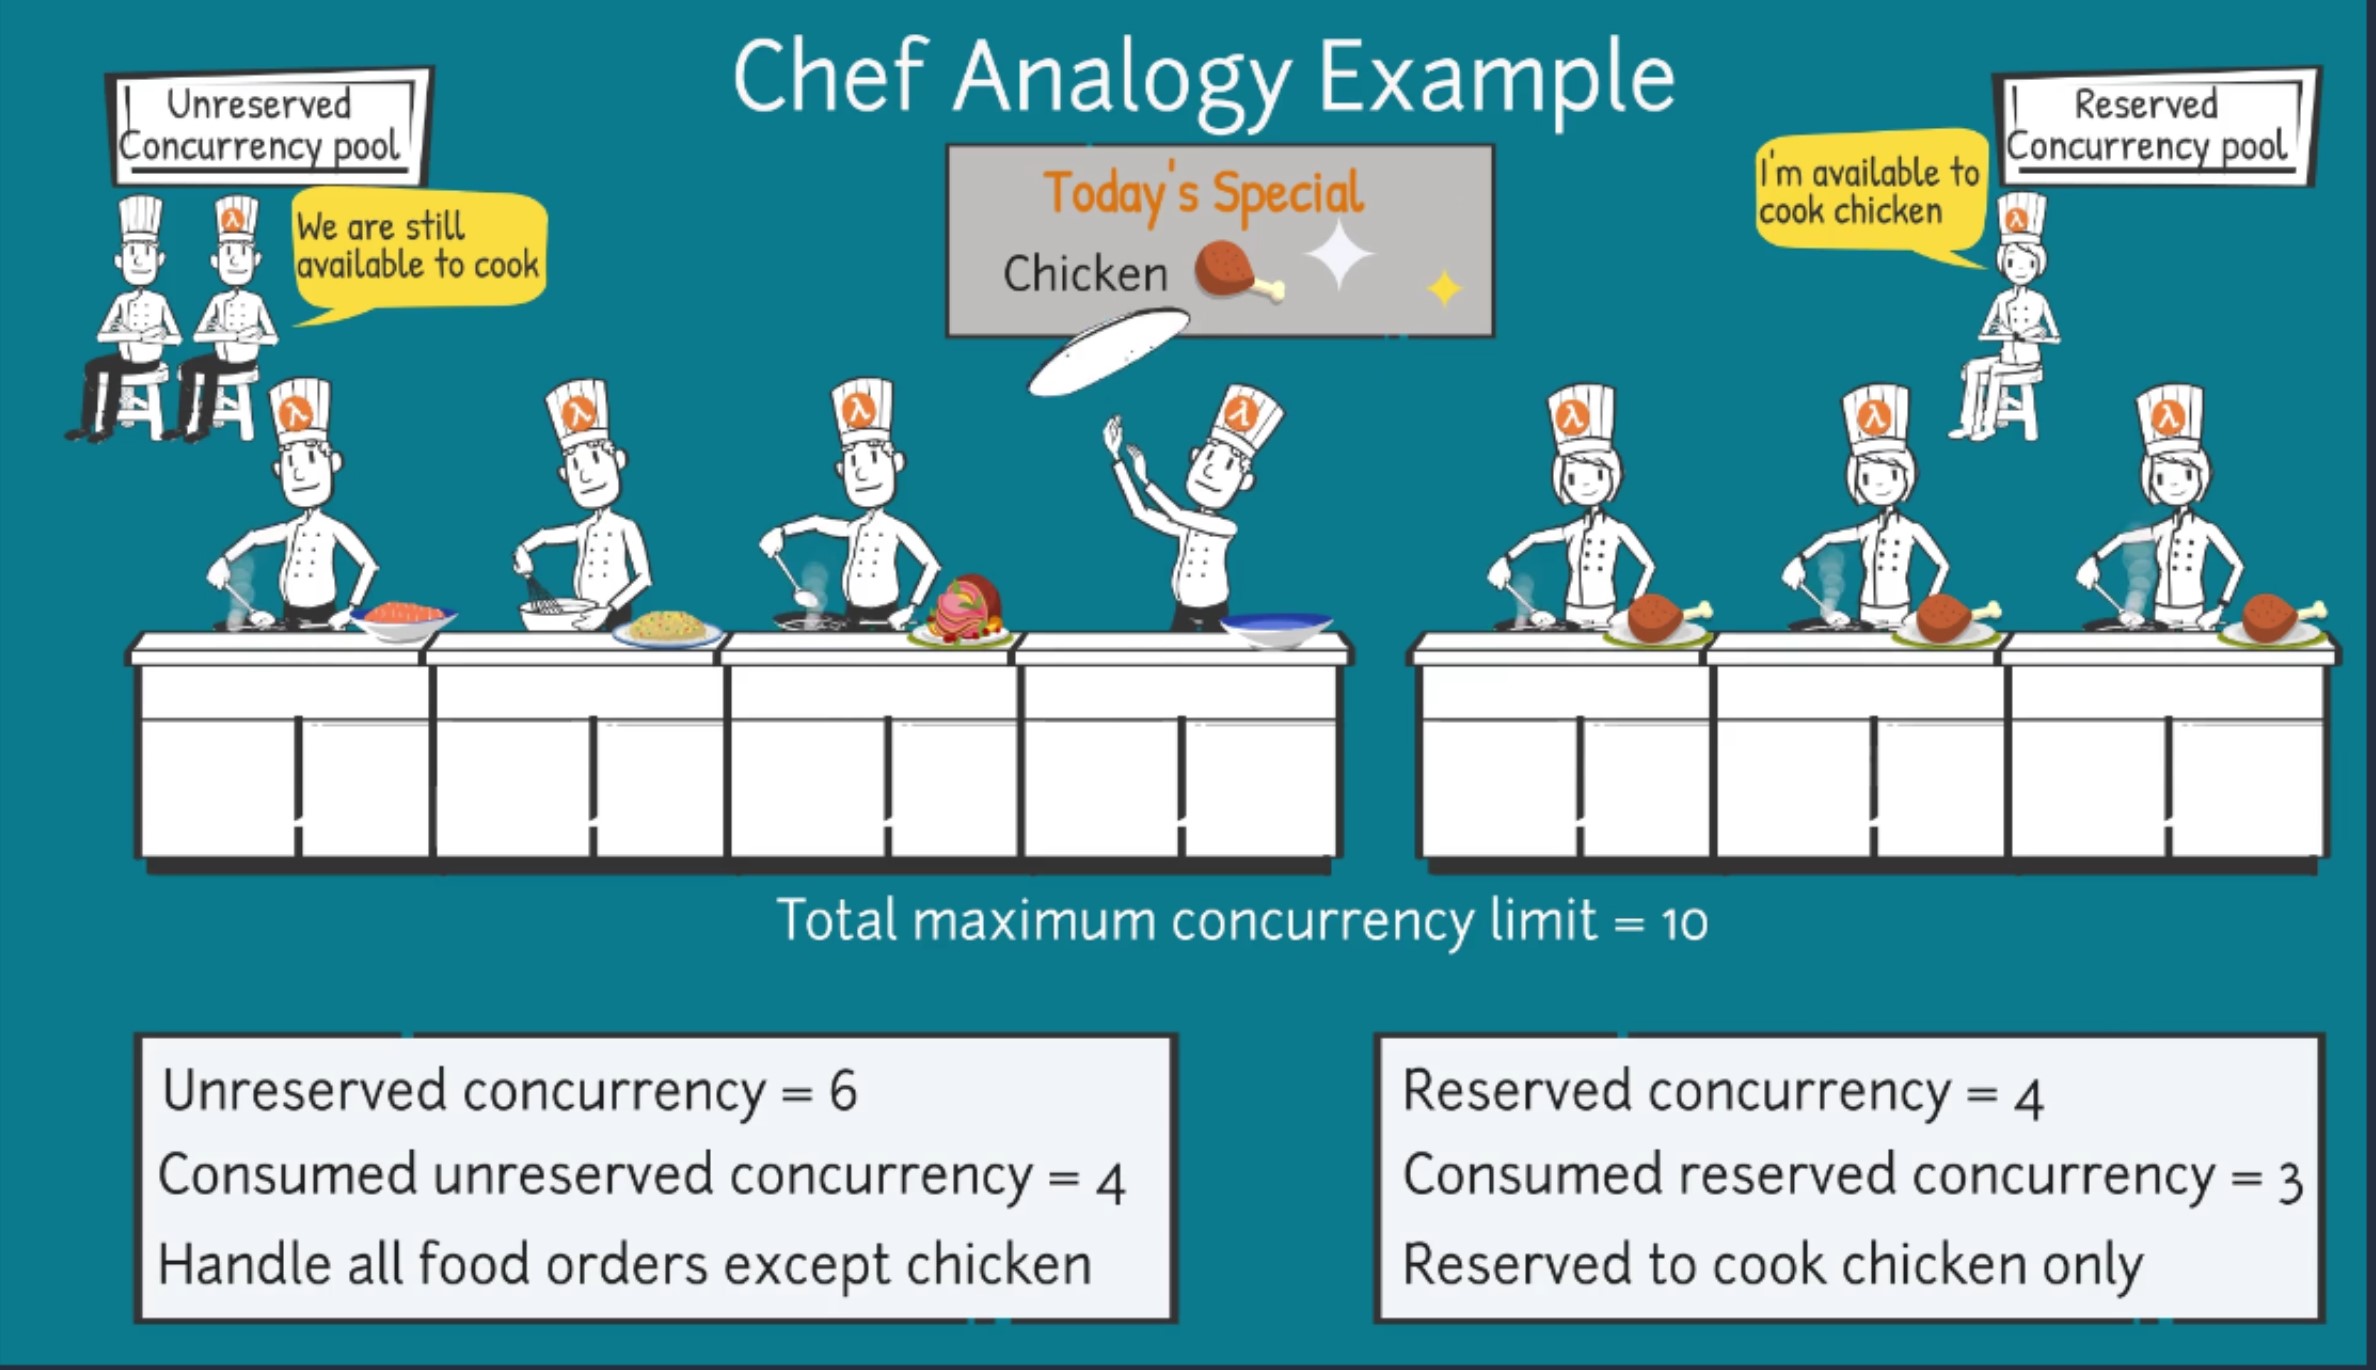 Chef Analogy Example
Unreserved
Concurrency pool
We are still
available to cook
Today's Special
Chicken
I'm available to
cook chicken
Reserved
Concurrency pool
λ
λ
λ
λ
λ
λ
λ
λ
λ
Total maximum concurrency limit = 10
Unreserved concurrency = 6
Consumed unreserved concurrency = 4
Handle all food orders except chicken
Reserved concurrency = 4
Consumed reserved concurrency = 3
Reserved to cook chicken only